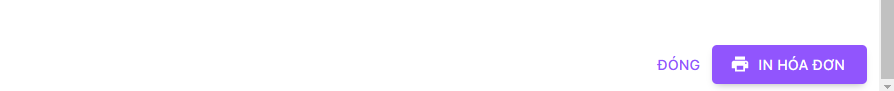 ĐÓNG IN HÓA ĐƠN